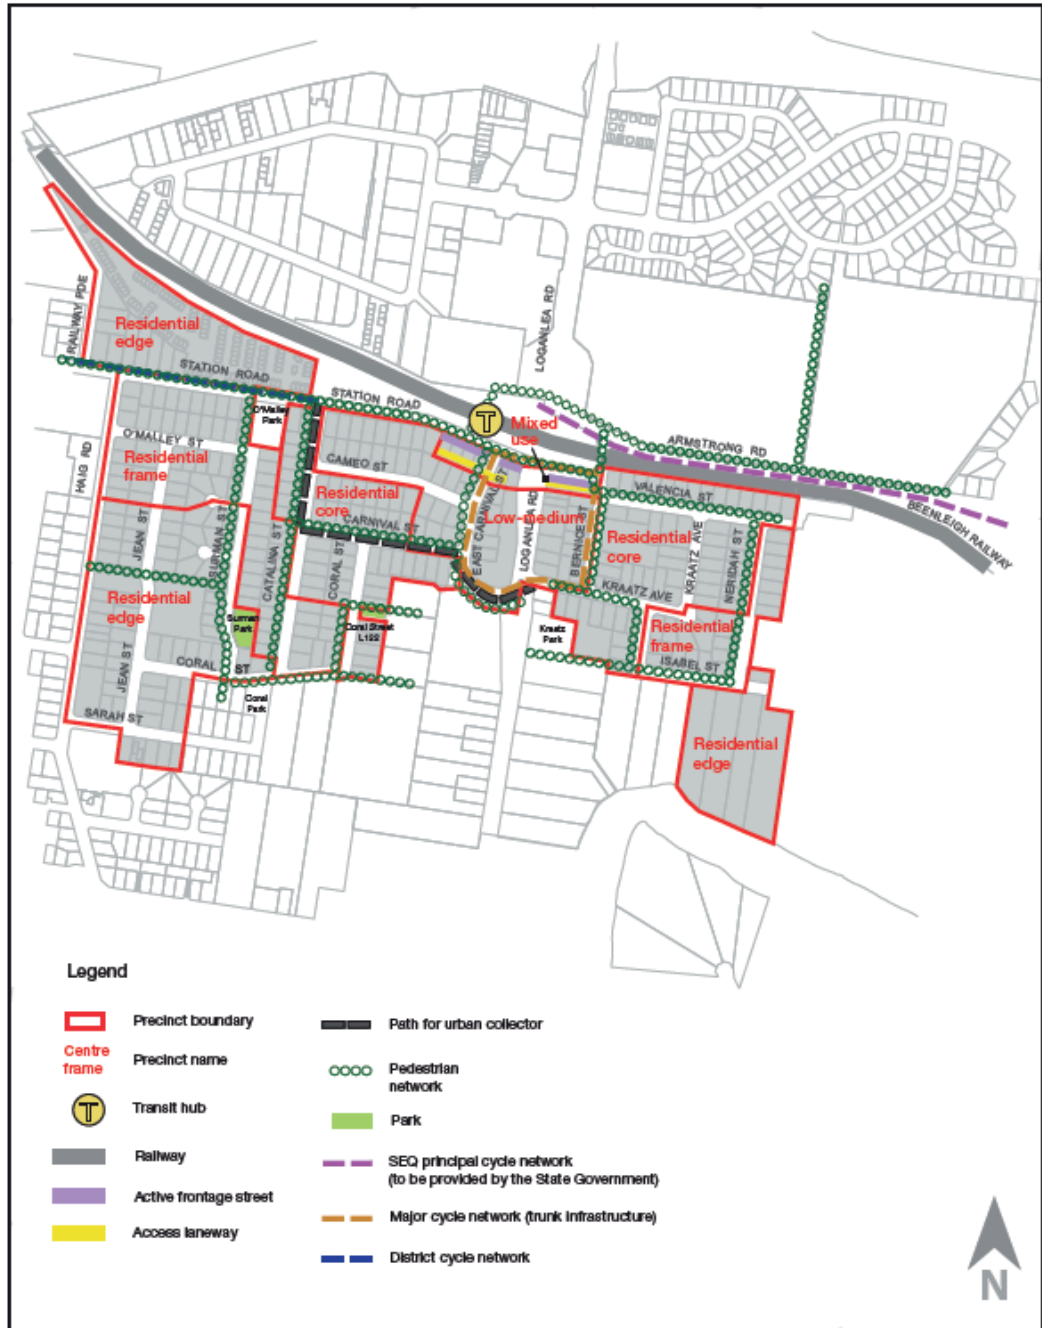 LOGANLEA RD
RAILWAY PDE
Residential
edge
STATION ROAD
STATION ROAD
O'Malley
Park
Mixed
use
ARMSTRONG RD
O'MALLEY ST
HAIG RD
Residential
frame
CAMEO ST
VALENCIA ST
BEENLEIGH RAILWAY
Residential
core
CARNIVAL ST
EAST CARNIVAL ST
LOGANLEA RD
Low-medium
BERNICE ST
Residential
core
KRAATZ AVE
NERIDAH ST
JEAN ST
SURMAN ST
CATALINA ST
CORAL ST
KRAATZ AVE
Residential
edge
Surman
Park
Coral Street
L122
Kraatz
Park
Residential
frame
ISABEL ST
JEAN ST
CORAL ST
Coral
Park
SARAH ST
Residential
edge
Legend
Precinct boundary
Centre
frame
Precinct name
T
Transit hub
Railway
Active frontage street
Access laneway
Path for urban collector
Pedestrian
network
Park
SEQ principal cycle network
(to be provided by the State Government)
Major cycle network (trunk infrastructure)
District cycle network
T
N